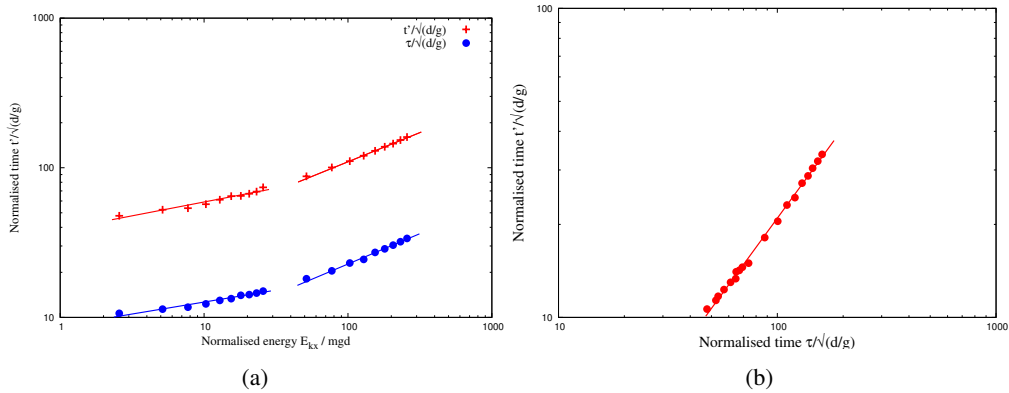 1000
100
10
1
10
100
1000
Normalised time t'/√(d/g)
Normalised energy E_kx / mgd
t'/√(d/g)
τ/√(d/g)
(a)
100
10
10
100
1000
Normalised time t'/√(d/g)
Normalised time τ/√(d/g)
(b)